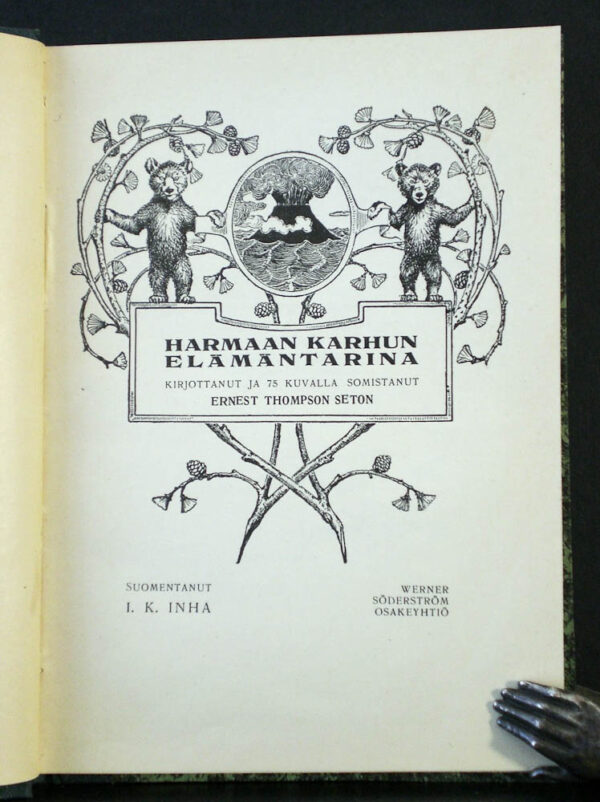 HARMAAN KARHUN
ELÄMÄNTARINA
KIRJOTTANUT JA 75 KUVALLA SOMISTANUT
ERNEST THOMPSON SETON
SUOMENTANUT
I. K. INHA
WERNER
SÖDERSTRÖM
OSAKEYHTIÖ